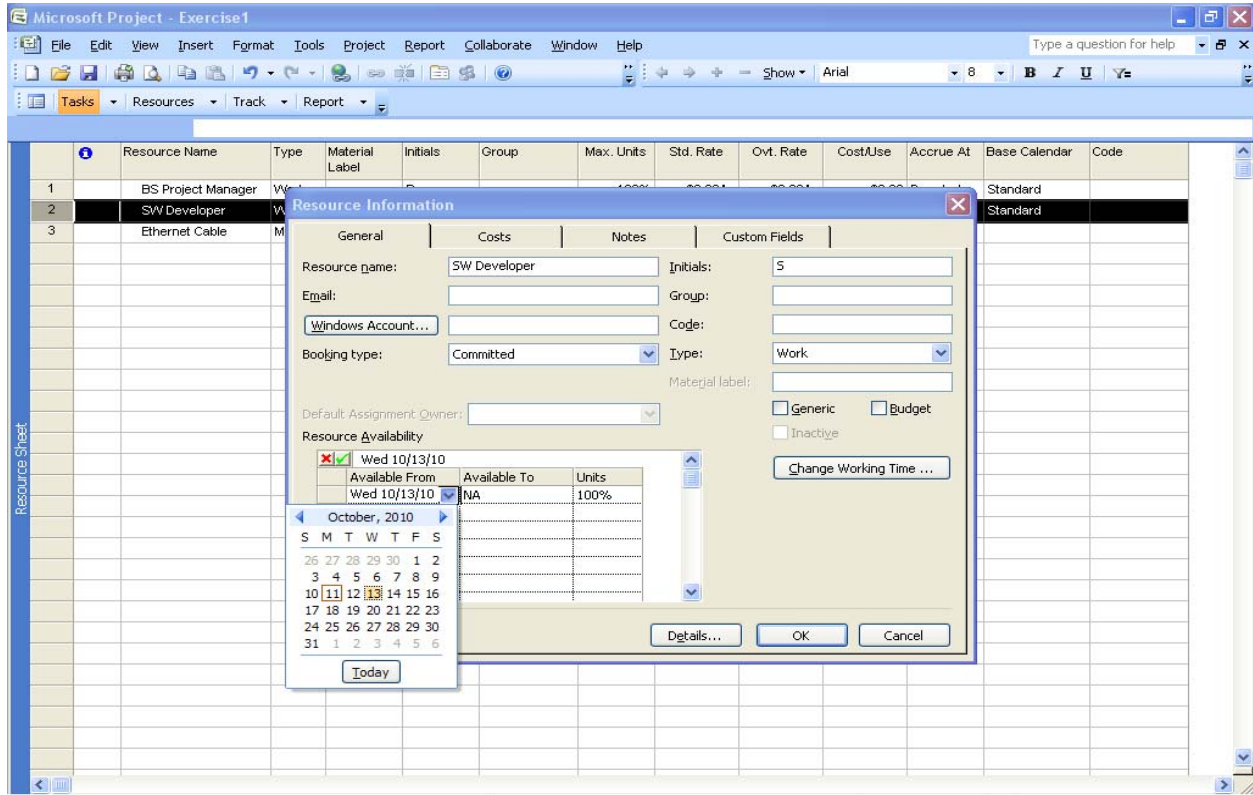 Microsoft Project - Exercise1
File Edit View Insert Format Tools Project Report Collaborate Window Help Type a question for help
Show Arial 8 B I U
Tasks Resources Track Report
Resource Name Type Material Label Initials Group Max. Units Std. Rate Ovt. Rate Cost/Use Accrue At Base Calendar Code
1 BS Project Manager Standard
2 SW Developer Standard
3 Ethernet Cable
Resource Sheet
Resource Information
General Costs Notes Custom Fields
Resource name: SW Developer Initials: S
Email: Group:
Windows Account... Code:
Booking type: Committed Type: Work
Material label:
Default Assignment Owner: Generic Budget
Inactive
Resource Availability
Wed 10/13/10
Change Working Time ...
Available From Available To Units
Wed 10/13/10 NA 100%
October, 2010
S M T W T F S
26 27 28 29 30 1 2
3 4 5 6 7 8 9
10 11 12 13 14 15 16
17 18 19 20 21 22 23
24 25 26 27 28 29 30
31 1 2 3 4 5 6
Today
Details... OK Cancel